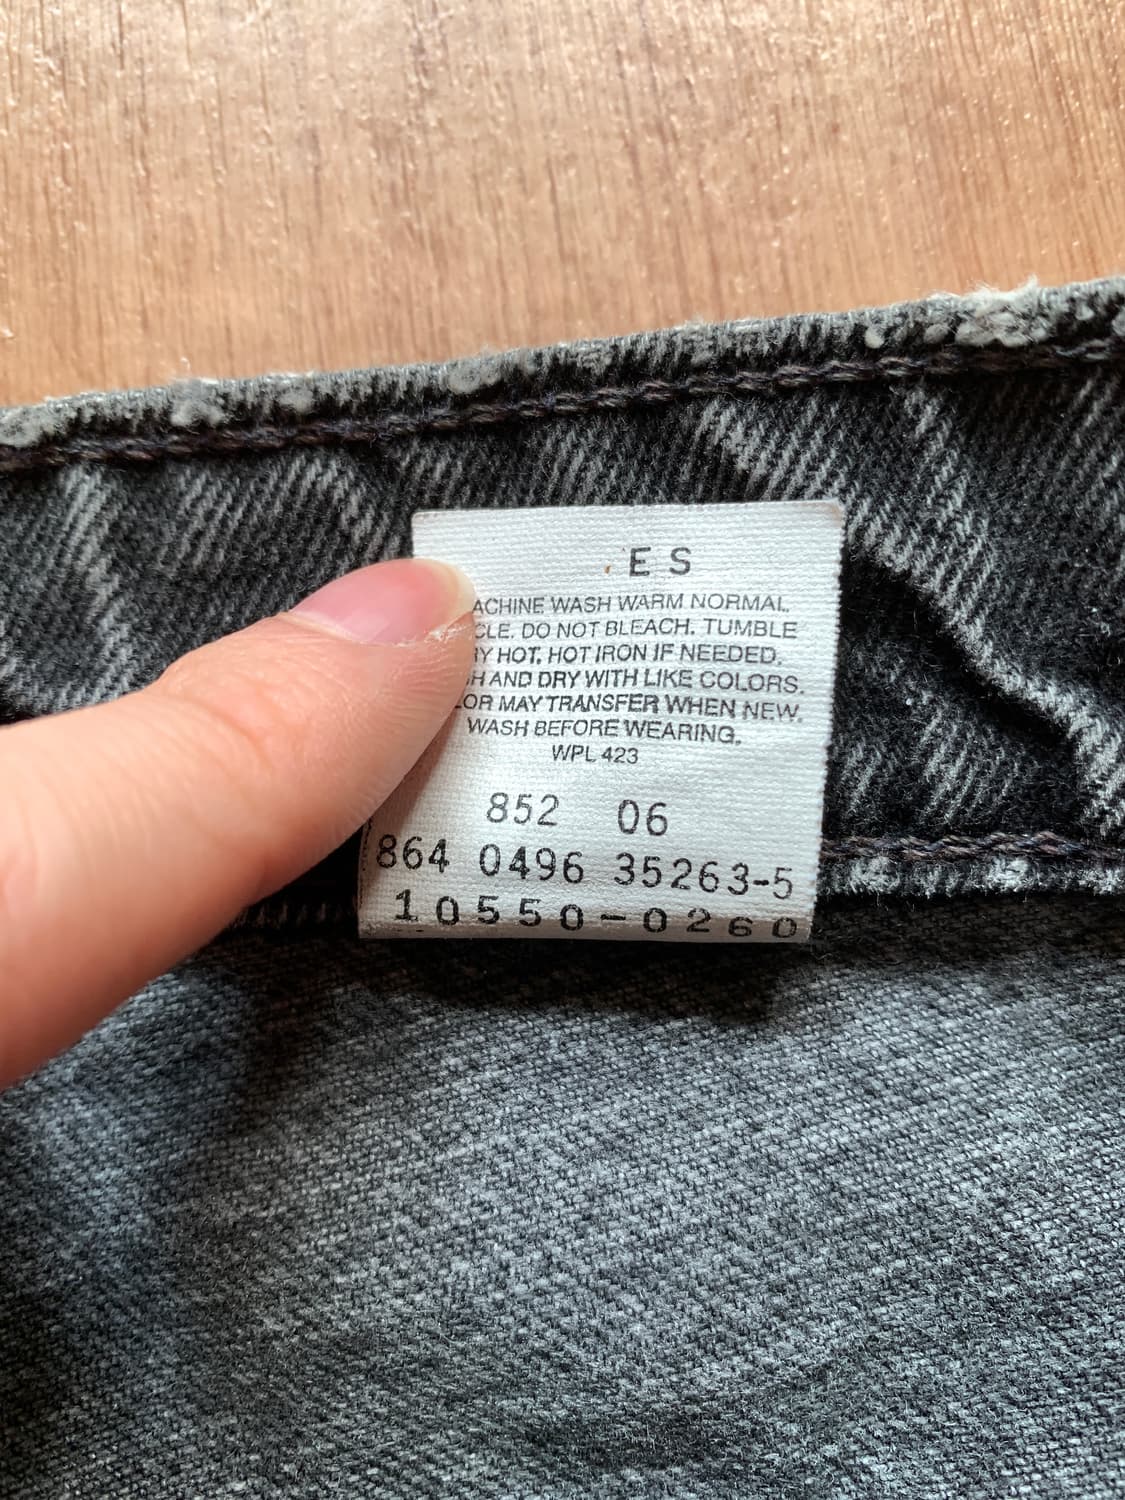 ES
ACHINE WASH WARM NORMAL.
CLE. DO NOT BLEACH. TUMBLE
RY HOT. HOT IRON IF NEEDED.
H AND DRY WITH LIKE COLORS.
LOR MAY TRANSFER WHEN NEW.
WASH BEFORE WEARING.
WPL 423
852 06
864 0496 35263-5
10550-0260